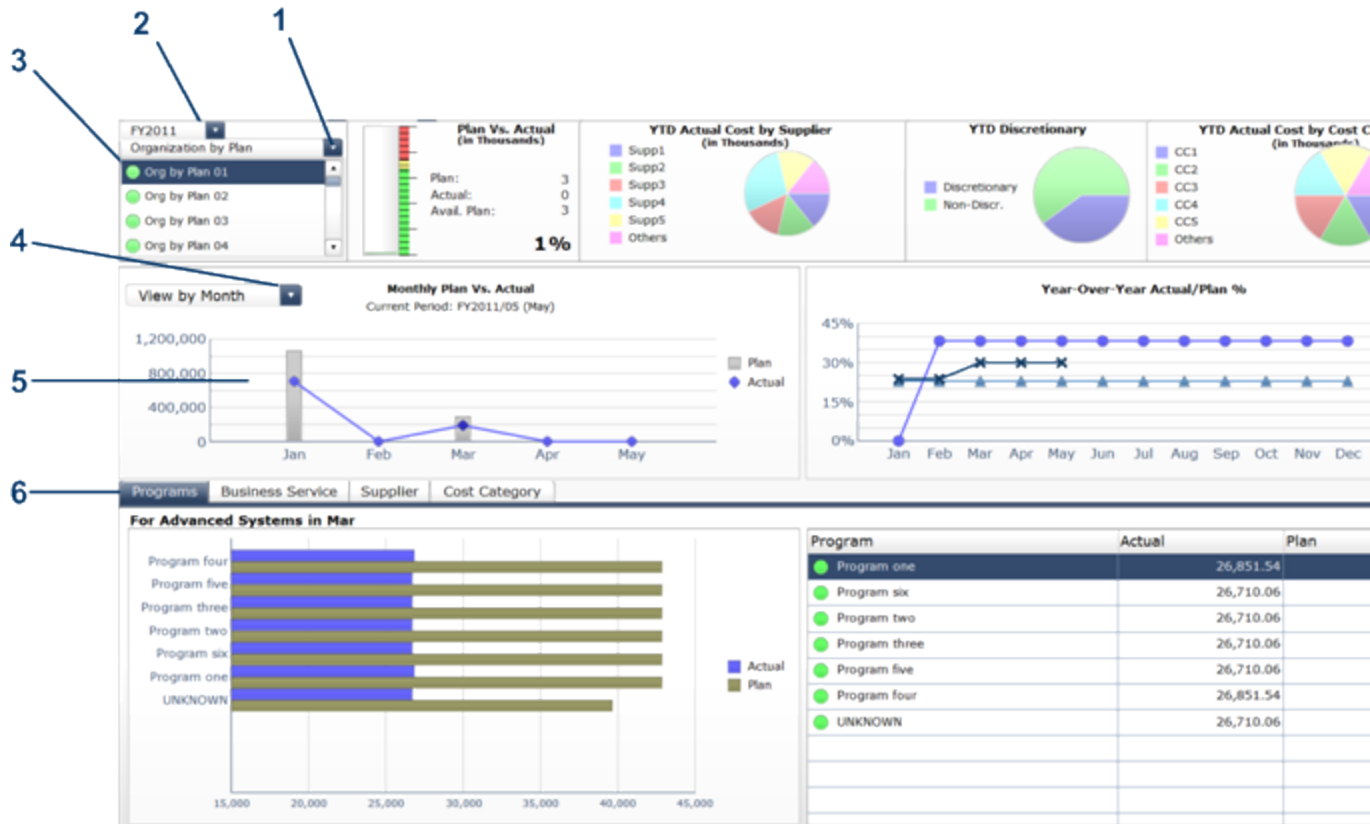 1
2
3
FY2011
Organization by Plan
Org by Plan 01
Org by Plan 02
Org by Plan 03
Org by Plan 04
Plan Vs. Actual
(in Thousands)
Plan: 3
Actual: 0
Avail. Plan: 3
1%
YTD Actual Cost by Supplier
(in Thousands)
Supp1
Supp2
Supp3
Supp4
Supp5
Others
YTD Discretionary
Discretionary
Non-Discr.
YTD Actual Cost by Cost C
(in Thousands)
CC1
CC2
CC3
CC4
CC5
Others
4
View by Month
Monthly Plan Vs. Actual
Current Period: FY2011/05 (May)
1,200,000
800,000
400,000
0
Jan Feb Mar Apr May
Plan
Actual
5
Year-Over-Year Actual/Plan %
45%
30%
15%
0%
Jan Feb Mar Apr May Jun Jul Aug Sep Oct Nov Dec
6
Programs Business Service Supplier Cost Category
For Advanced Systems in Mar
Program four
Program five
Program three
Program two
Program six
Program one
UNKNOWN
15,000 20,000 25,000 30,000 35,000 40,000 45,000
Actual
Plan
Program Actual Plan
Program one 26,851.54
Program six 26,710.06
Program two 26,710.06
Program three 26,710.06
Program five 26,710.06
Program four 26,851.54
UNKNOWN 26,710.06